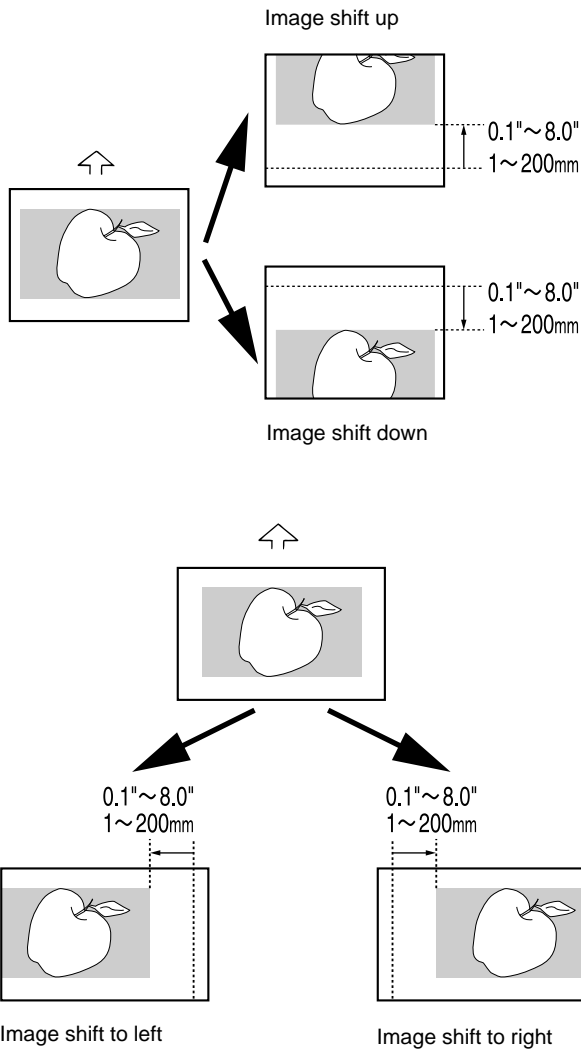 Image shift up
0.1"～8.0"
1～200mm
0.1"～8.0"
1～200mm
Image shift down
0.1"～8.0"
1～200mm
0.1"～8.0"
1～200mm
Image shift to left
Image shift to right